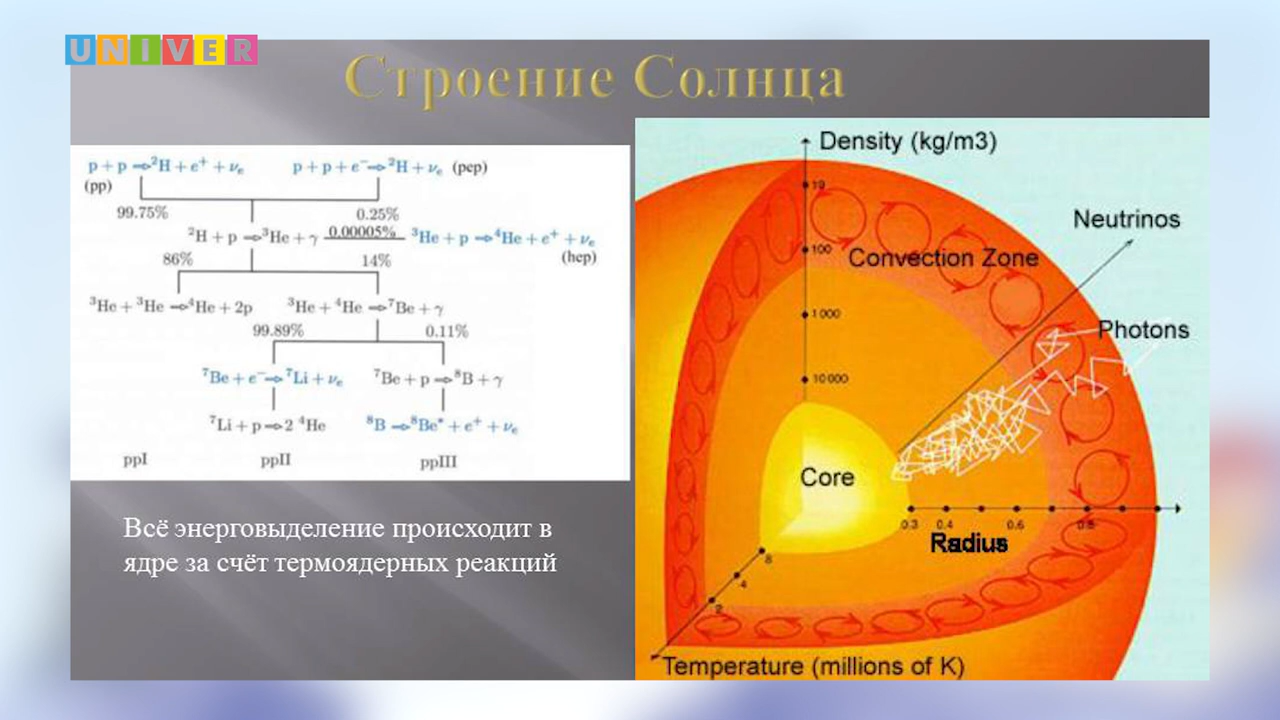 UNIVER
Строение Солнца
p + p ⇒ ²H + e⁺ + νₑ p + p + e⁻ ⇒ ²H + νₑ (pep)
(pp)
99.75% 0.25%
²H + p ⇒ ³He + γ 0.00005% ³He + p ⇒ ⁴He + e⁺ + νₑ
(hep)
86% 14%
³He + ³He ⇒ ⁴He + 2p ³He + ⁴He ⇒ ⁷Be + γ
99.89% 0.11%
⁷Be + e⁻ ⇒ ⁷Li + νₑ ⁷Be + p ⇒ ⁸B + γ
⁷Li + p ⇒ 2 ⁴He ⁸B ⇒ ⁸Be* + e⁺ + νₑ
ppI ppII ppIII
Всё энерговыделение происходит в
ядре за счёт термоядерных реакций
Density (kg/m3)
10
Neutrinos
100
Convection Zone
1 000
Photons
10 000
Core
0.3 0.4 0.6 0.8
Radius
8
4
2
Temperature (millions of K)